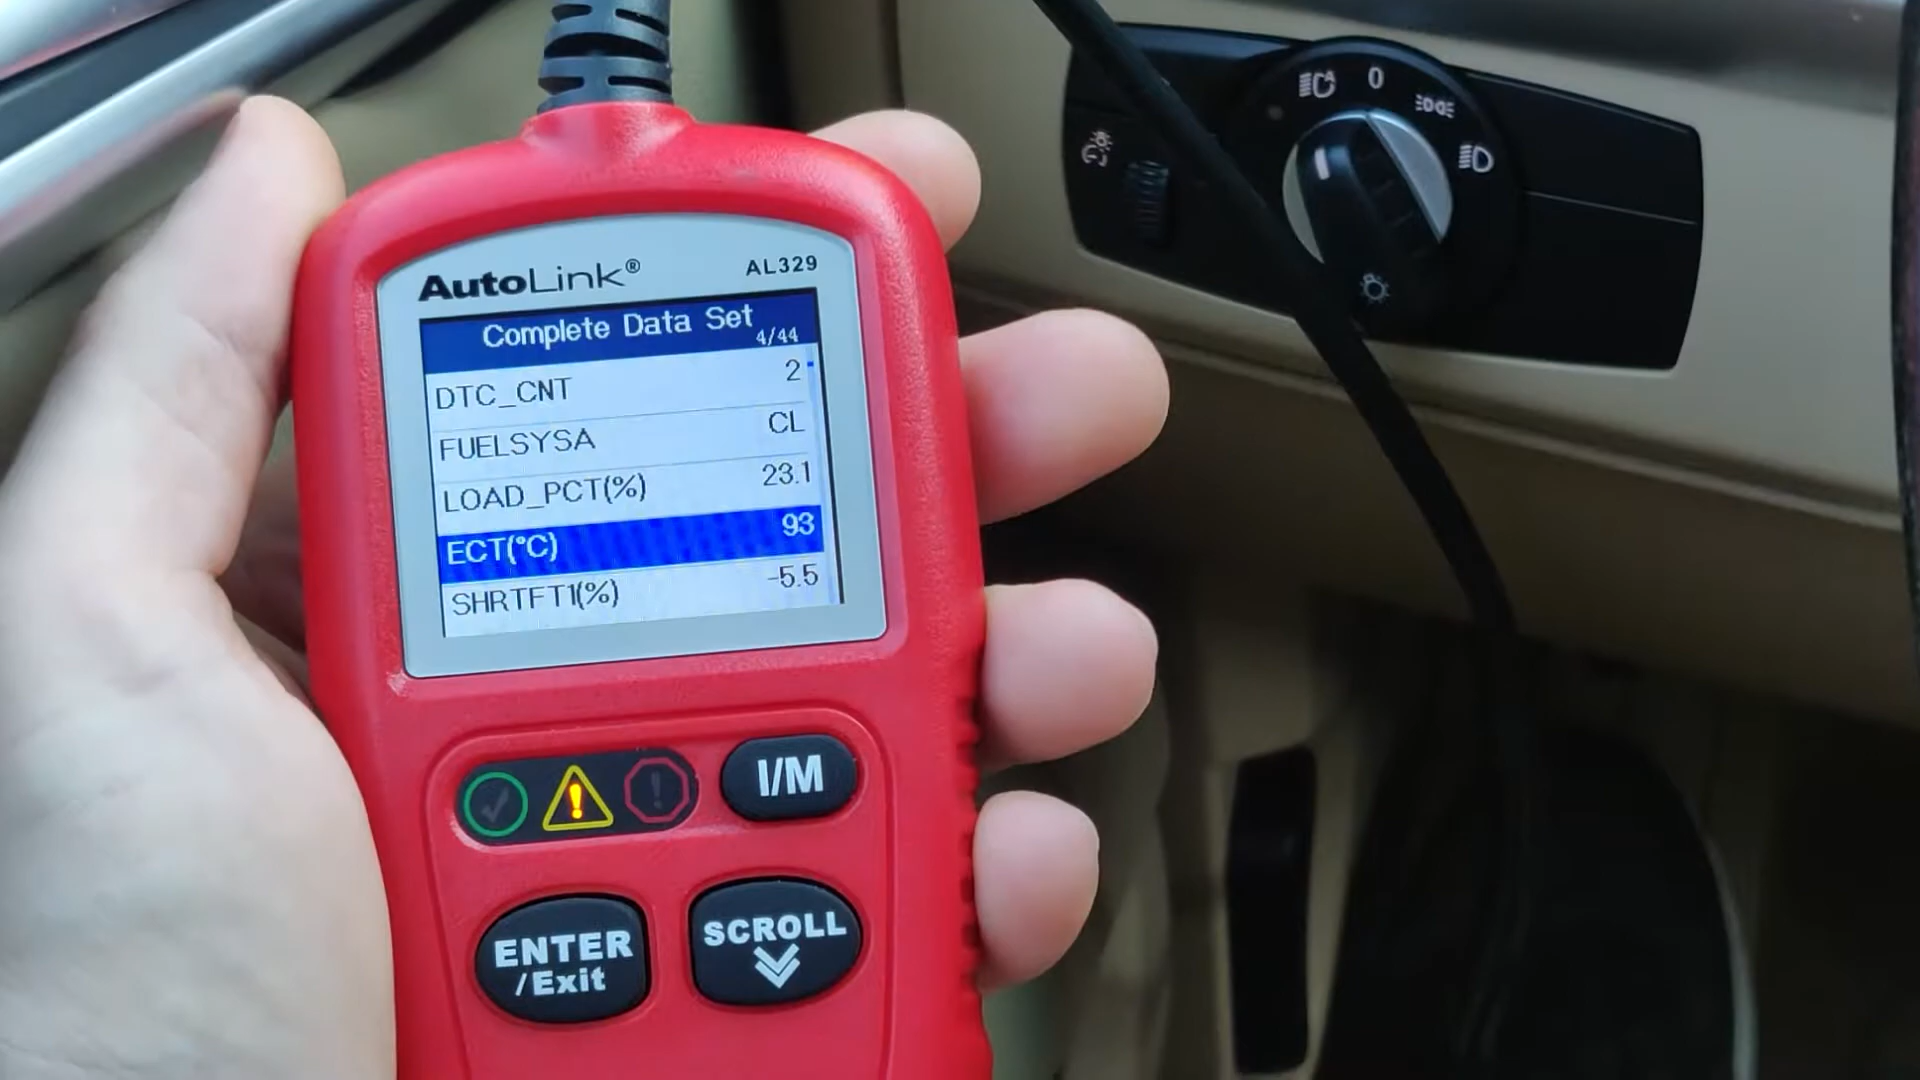 AutoLink® AL329
Complete Data Set
4/44
DTC_CNT 2
FUELSYSA CL
LOAD_PCT(%) 23.1
ECT(°C) 93
SHRTFT1(%) -5.5
I/M
ENTER
/Exit
SCROLL
0